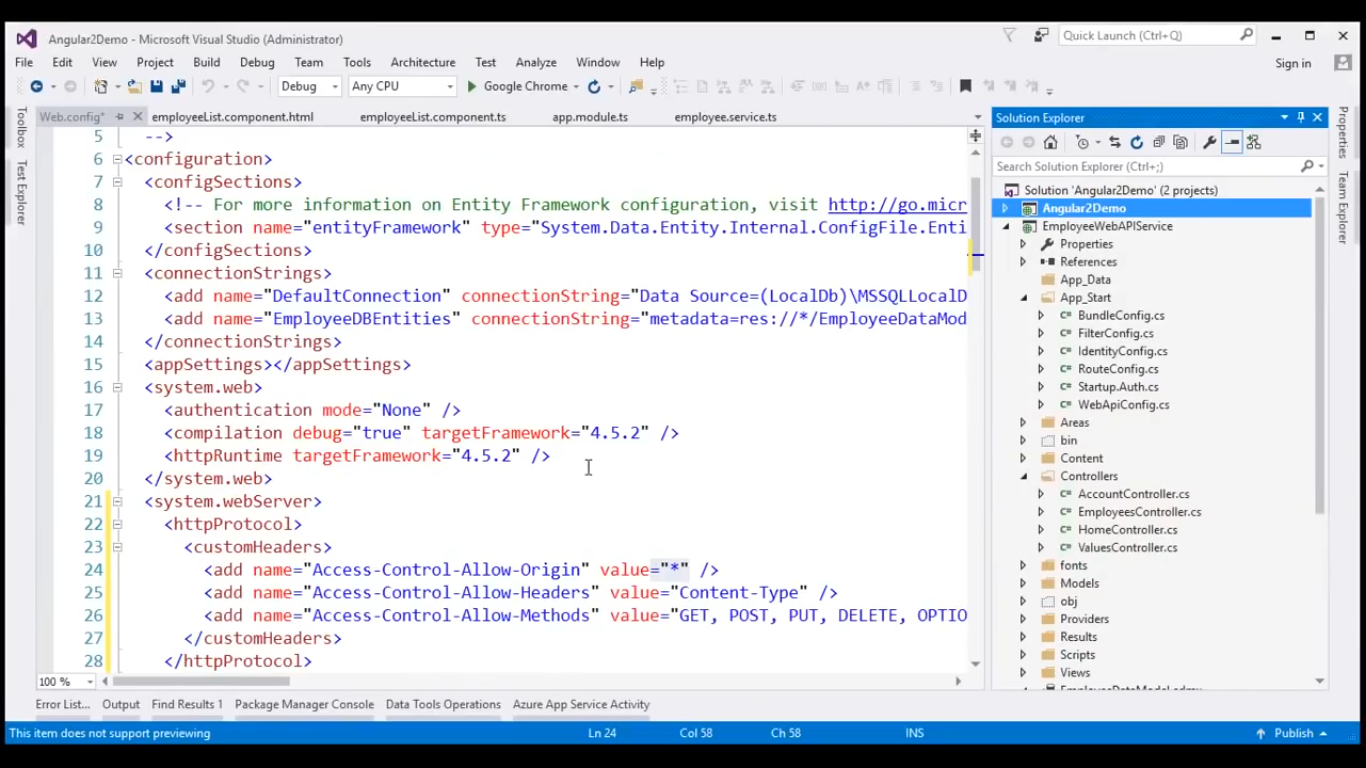 Angular2Demo - Microsoft Visual Studio (Administrator)
Quick Launch (Ctrl+Q)
File Edit View Project Build Debug Team Tools Architecture Test Analyze Window Help
Sign in
Debug Any CPU Google Chrome
Toolbox
Test Explorer
Web.config* employeeList.component.html employeeList.component.ts app.module.ts employee.service.ts
5 -->
6 <configuration>
7 <configSections>
8 <!-- For more information on Entity Framework configuration, visit http://go.micr
9 <section name="entityFramework" type="System.Data.Entity.Internal.ConfigFile.Enti
10 </configSections>
11 <connectionStrings>
12 <add name="DefaultConnection" connectionString="Data Source=(LocalDb)\MSSQLLocalD
13 <add name="EmployeeDBEntities" connectionString="metadata=res://*/EmployeeDataMod
14 </connectionStrings>
15 <appSettings></appSettings>
16 <system.web>
17 <authentication mode="None" />
18 <compilation debug="true" targetFramework="4.5.2" />
19 <httpRuntime targetFramework="4.5.2" />
20 </system.web>
21 <system.webServer>
22 <httpProtocol>
23 <customHeaders>
24 <add name="Access-Control-Allow-Origin" value="*" />
25 <add name="Access-Control-Allow-Headers" value="Content-Type" />
26 <add name="Access-Control-Allow-Methods" value="GET, POST, PUT, DELETE, OPTIO
27 </customHeaders>
28 </httpProtocol>
100 %
Solution Explorer
Search Solution Explorer (Ctrl+;)
Solution 'Angular2Demo' (2 projects)
Angular2Demo
EmployeeWebAPIService
Properties
References
App_Data
App_Start
BundleConfig.cs
FilterConfig.cs
IdentityConfig.cs
RouteConfig.cs
Startup.Auth.cs
WebApiConfig.cs
Areas
bin
Content
Controllers
AccountController.cs
EmployeesController.cs
HomeController.cs
ValuesController.cs
fonts
Models
obj
Providers
Results
Scripts
Views
EmployeeDataModel.edmx
Properties
Team Explorer
Error List... Output Find Results 1 Package Manager Console Data Tools Operations Azure App Service Activity
This item does not support previewing Ln 24 Col 58 Ch 58 INS Publish